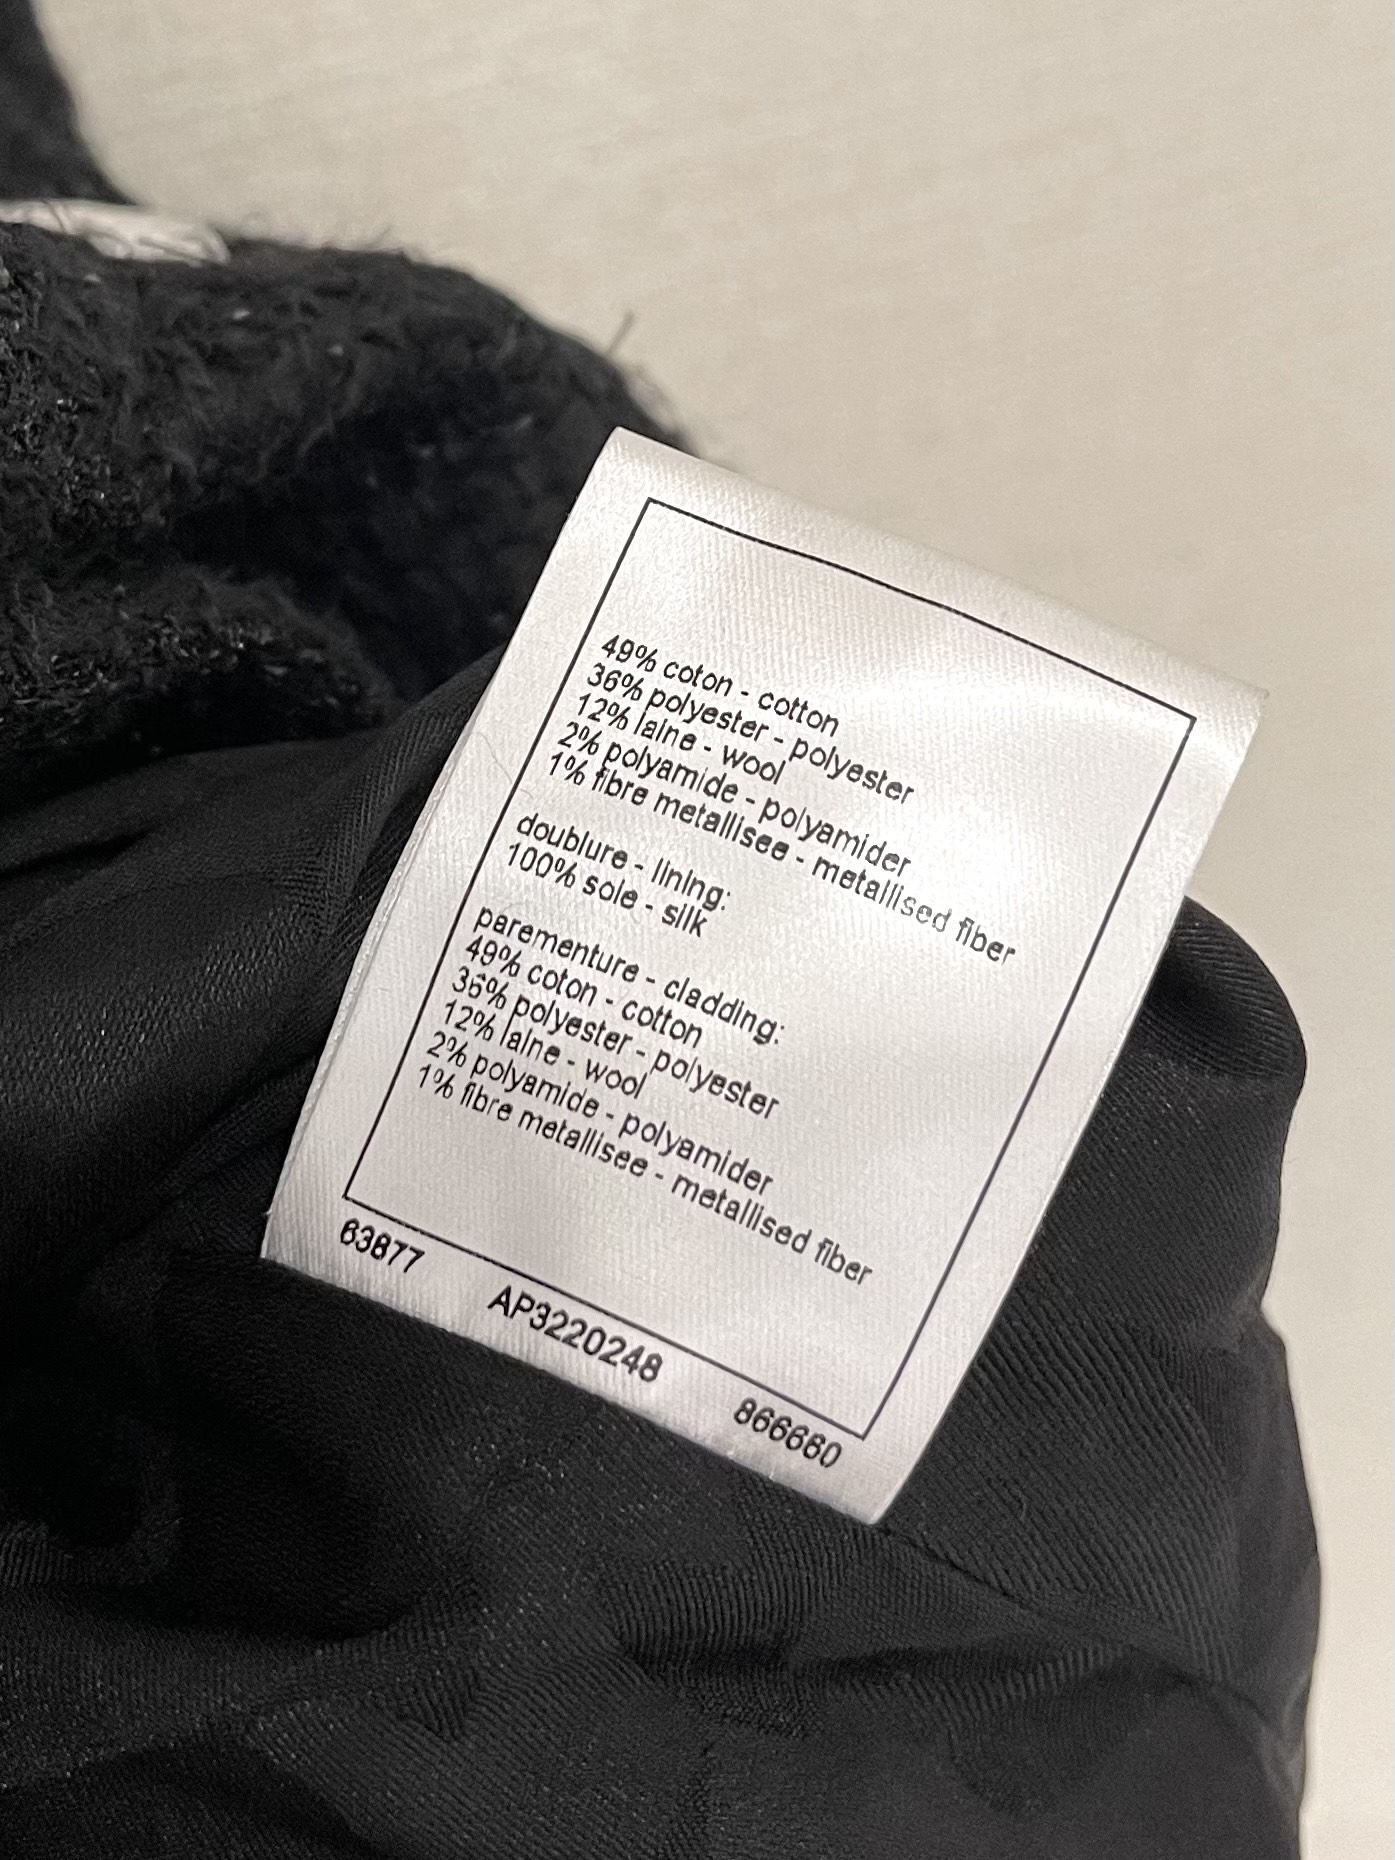 49% coton - cotton
36% polyester - polyester
12% laine - wool
2% polyamide - polyamider
1% fibre metallisee - metallised fiber
doublure - lining:
100% soie - silk
parementure - cladding:
49% coton - cotton
36% polyester - polyester
12% laine - wool
2% polyamide - polyamider
1% fibre metallisee - metallised fiber
63877 AP3220248 866660